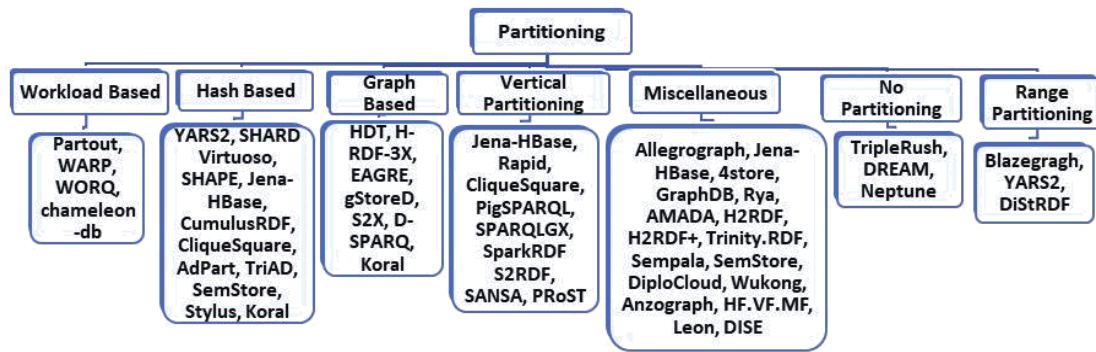 Partitioning
Workload Based
Partout,
WARP,
WORQ,
chameleon
-db
Hash Based
YARS2, SHARD
Virtuoso,
SHAPE, Jena-
HBase,
CumulusRDF,
CliqueSquare,
AdPart, TriAD,
SemStore,
Stylus, Koral
Graph
Based
HDT, H-
RDF-3X,
EAGRE,
gStoreD,
S2X, D-
SPARQ,
Koral
Vertical
Partitioning
Jena-HBase,
Rapid,
CliqueSquare,
PigSPARQL,
SPARQLGX,
SparkRDF
S2RDF,
SANSA, PRoST
Miscellaneous
Allegrograph, Jena-
HBase, 4store,
GraphDB, Rya,
AMADA, H2RDF,
H2RDF+, Trinity.RDF,
Sempala, SemStore,
DiploCloud, Wukong,
Anzograph, HF.VF.MF,
Leon, DISE
No
Partitioning
TripleRush,
DREAM,
Neptune
Range
Partitioning
Blazegragh,
YARS2,
DiStRDF